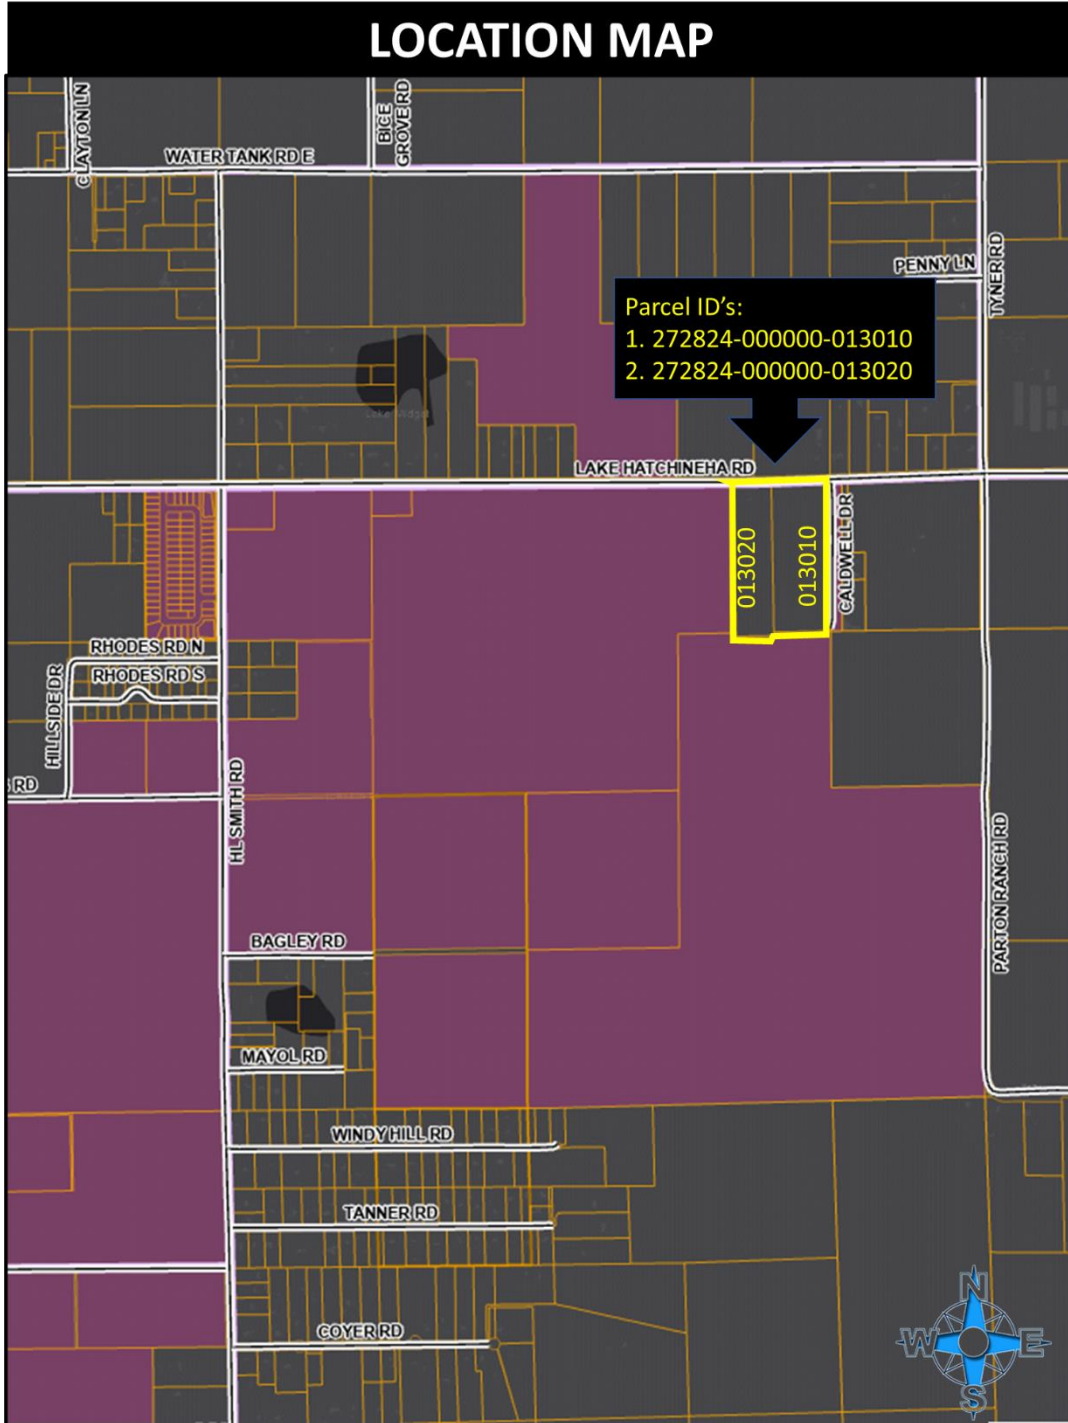 LOCATION MAP
CLAYTON LN
BICE
GROVE RD
WATER TANK RD E
PENNY LN
TYNER RD
Parcel ID's:
1. 272824-000000-013010
2. 272824-000000-013020
LAKE HATCHINEHA RD
013020
013010
CALDWELL DR
RHODES RD N
RHODES RD S
HILLSIDE DR
RD
HL SMITH RD
PARTON RANCH RD
BAGLEY RD
MAYOL RD
WINDY HILL RD
TANNER RD
COYER RD
N
W
E
S